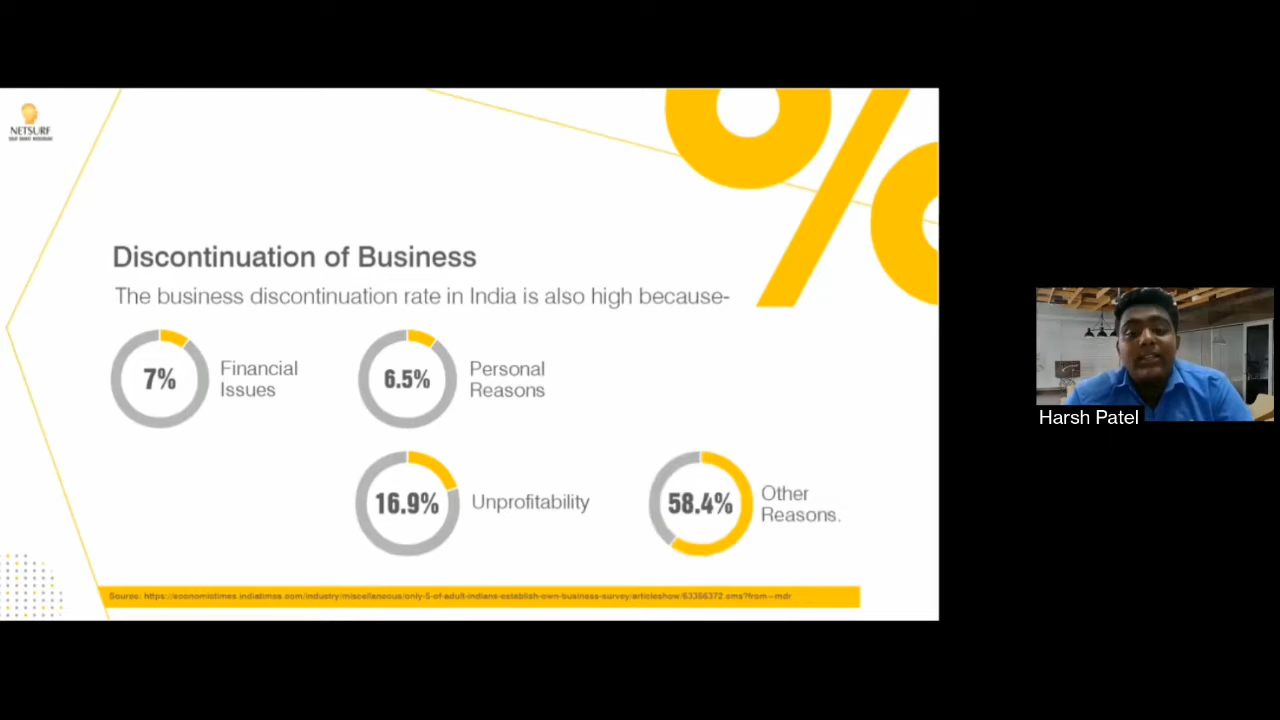 NETSURF
Discontinuation of Business
The business discontinuation rate in India is also high because-
7%
Financial
Issues
6.5%
Personal
Reasons
16.9%
Unprofitability
58.4%
Other
Reasons.
Source: https://economictimes.indiatimes.com/industry/miscellaneous/only-5-of-adult-indians-establish-own-business-survey/articleshow/63366372.cms?from=mdr
Harsh Patel